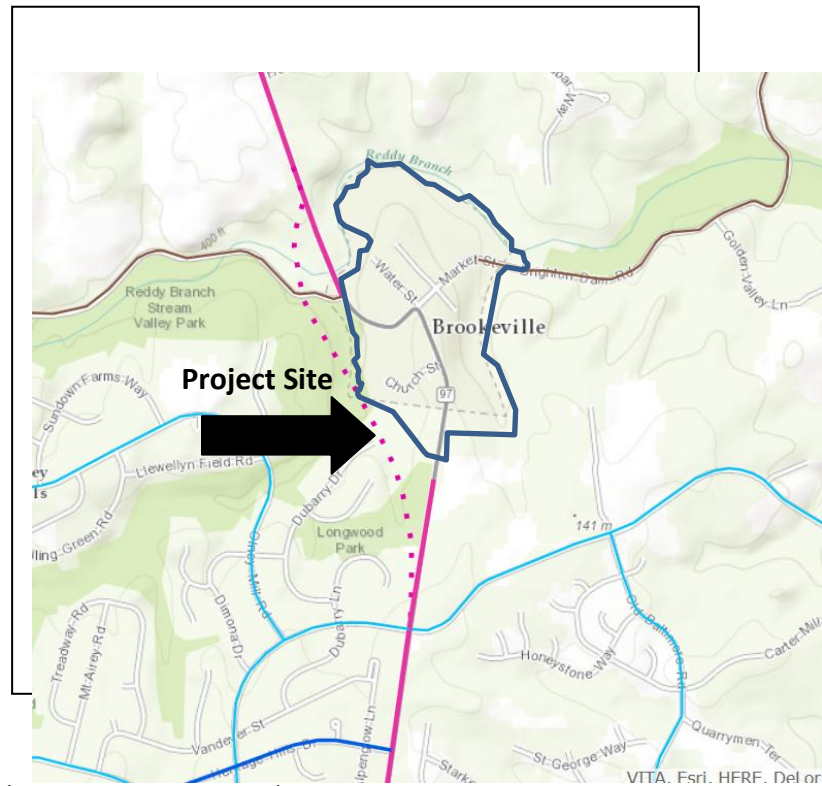 Reddy Branch
400 ft
Reddy Branch
Stream
Valley Park
Water St
Market St
Brighton Dam Rd
Golden
Valley Ln
Brookeville
Project Site
Church St
97
Sundown Farms Way
Llewellyn Field Rd
Dubarry Dr
Longwood
Park
141 m
Olney Mill Rd
Dimona Dr
Dubarry Ln
Old Baltimore Rd
Treadway Rd
Mt Airey Rd
Honeystone Way
Carter Mill
Vandever St
Heritage Hills Dr
St George Way
Quarrymen Ter
VITA, Esri, HERE, DeLor